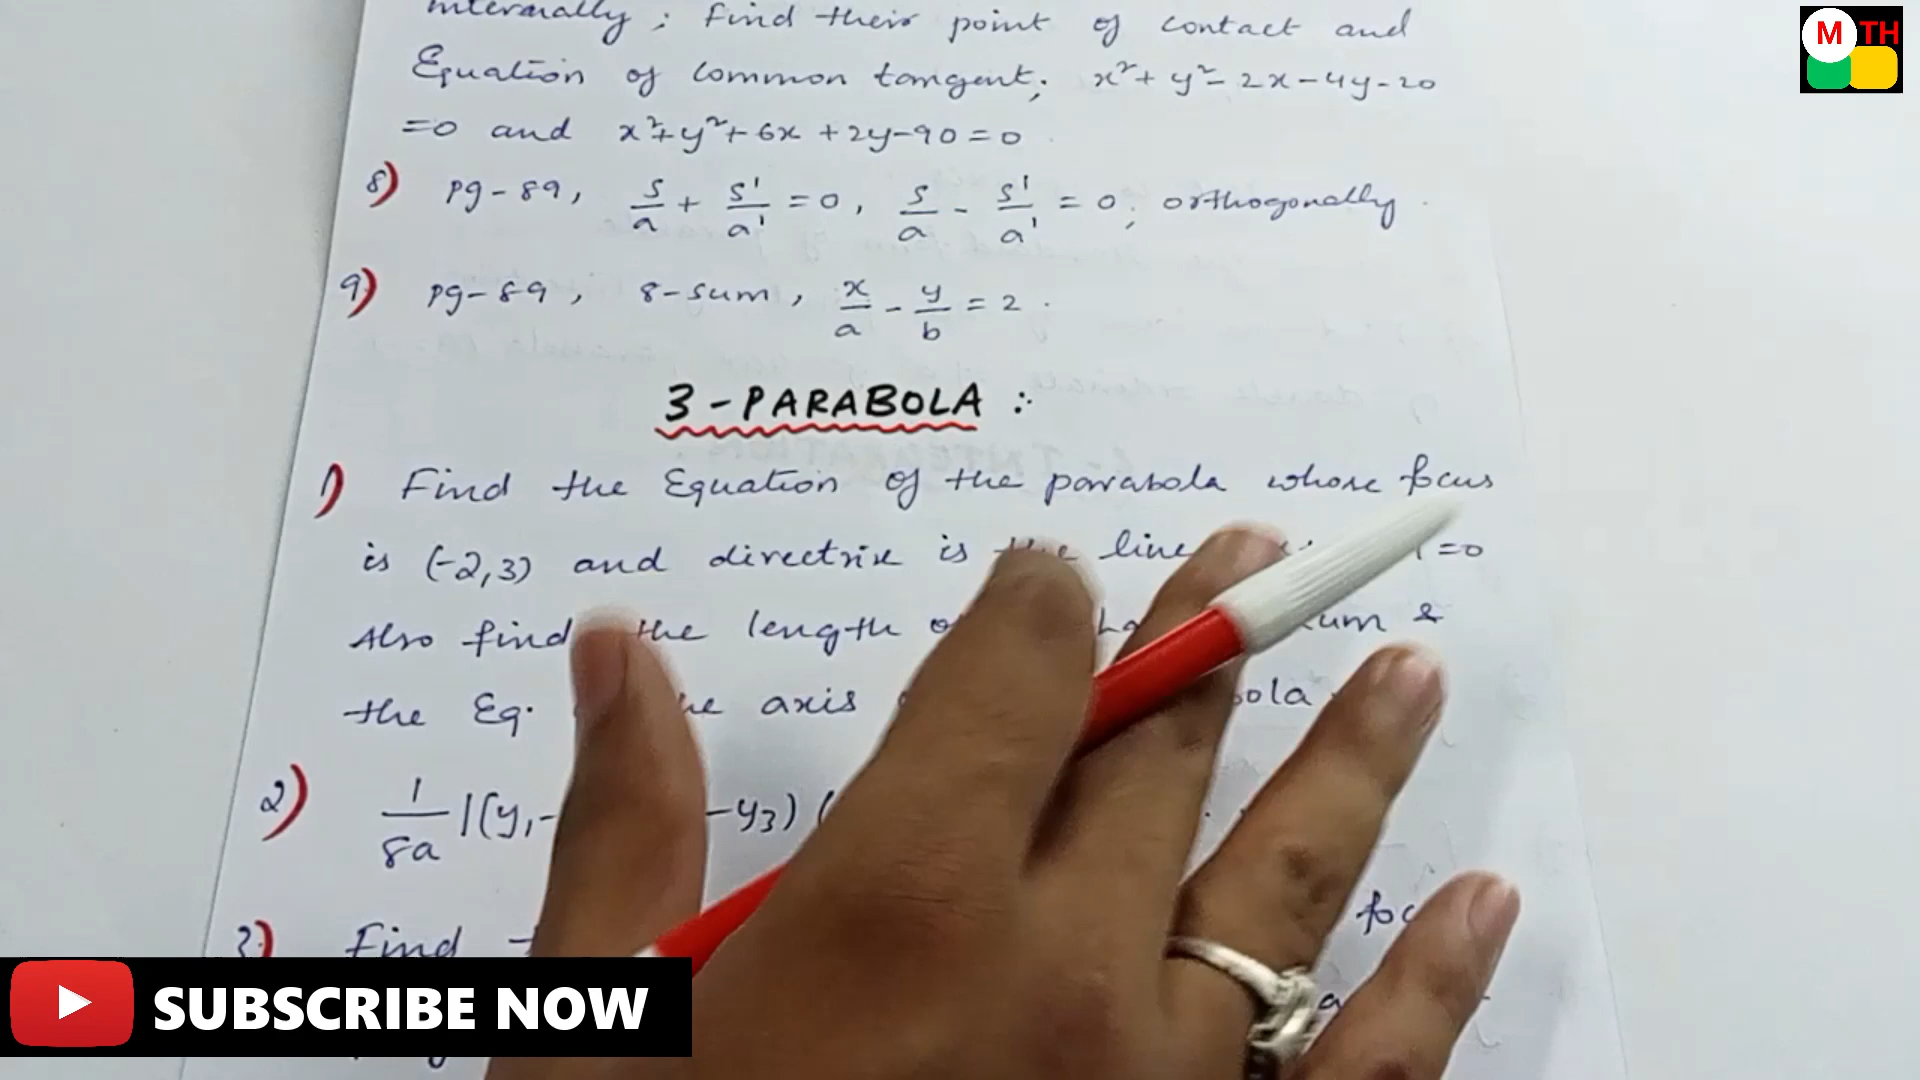 internally; Find their point of contact and
Equation of common tangent; x²+y²-2x-4y-20
=0 and x²+y²+6x+2y-90=0
8) pg-89, s/a + s'/a' = 0, s/a - s'/a' = 0; orthogonally.
9) pg-89, 8-sum, x/a - y/b = 2.
3-PARABOLA :
1) Find the Equation of the parabola whose focus
is (-2,3) and directrix is the line =0
Also find the length &
the Eq. axis
2) 1/8a |(y₁- -y₃) (
3) Find
SUBSCRIBE NOW
M TH